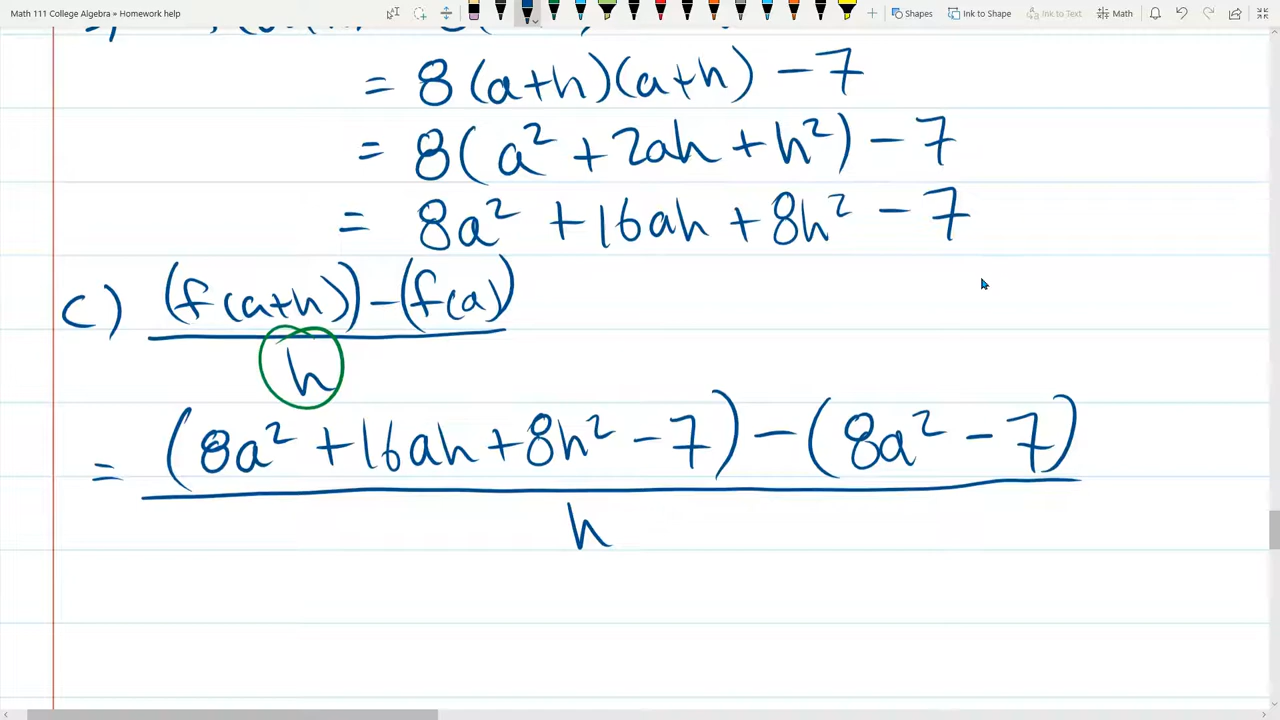 Math 111 College Algebra » Homework help
Shapes Ink to Shape Ink to Text Math
= 8(a+h)(a+h) - 7
= 8(a² + 2ah + h²) - 7
= 8a² + 16ah + 8h² - 7
c) (f(a+h)) - (f(a))
h
= (8a² + 16ah + 8h² - 7) - (8a² - 7)
h